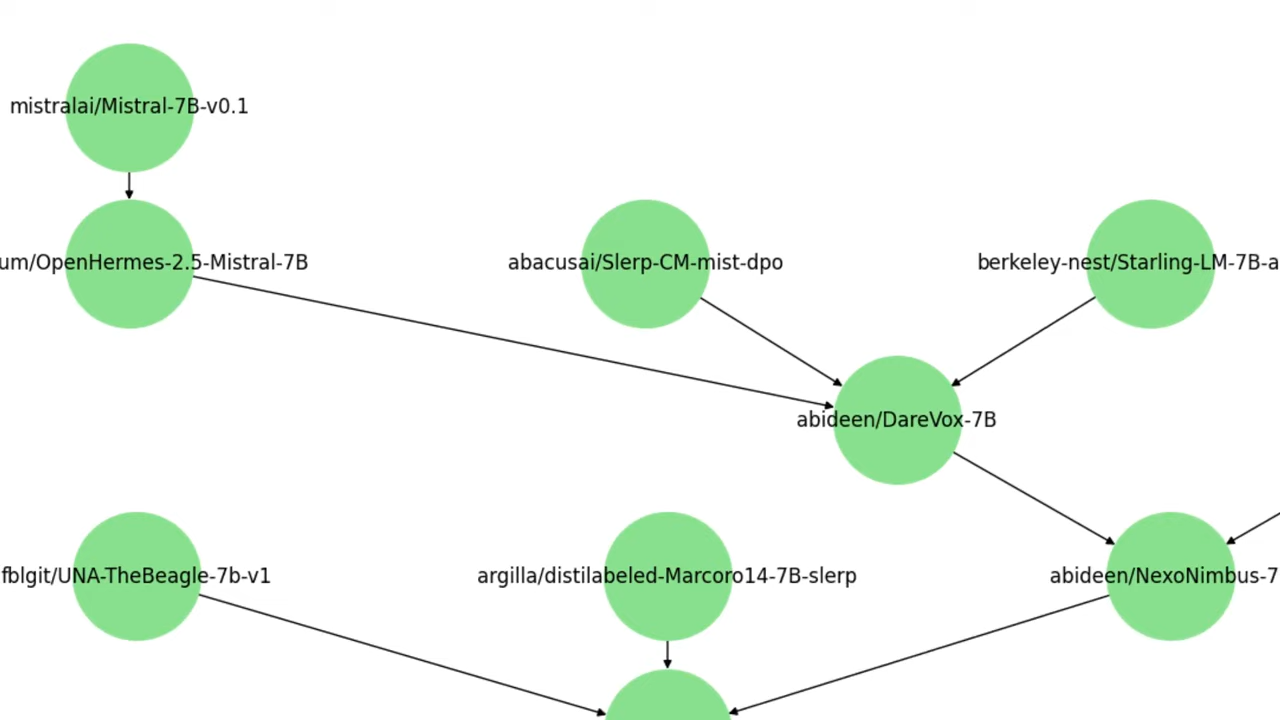 mistralai/Mistral-7B-v0.1
um/OpenHermes-2.5-Mistral-7B
abacusai/Slerp-CM-mist-dpo
berkeley-nest/Starling-LM-7B-a
abideen/DareVox-7B
fblgit/UNA-TheBeagle-7b-v1
argilla/distilabeled-Marcoro14-7B-slerp
abideen/NexoNimbus-7